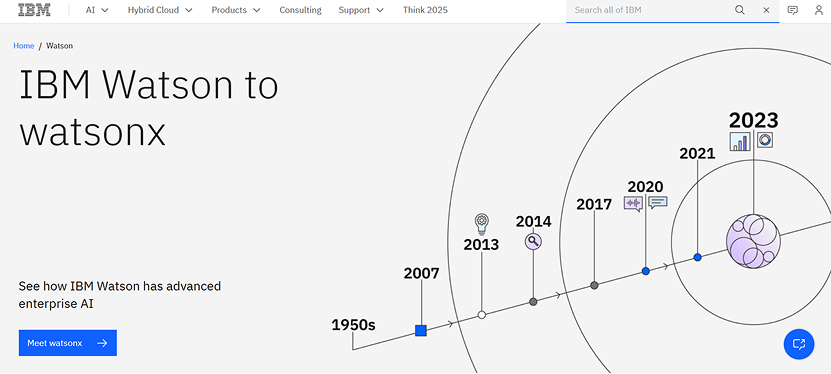 IBM AI Hybrid Cloud Products Consulting Support Think 2025 Search all of IBM
Home / Watson
IBM Watson to
watsonx
2023
2021
2020
2017
2014
2013
2007
1950s
See how IBM Watson has advanced
enterprise AI
Meet watsonx